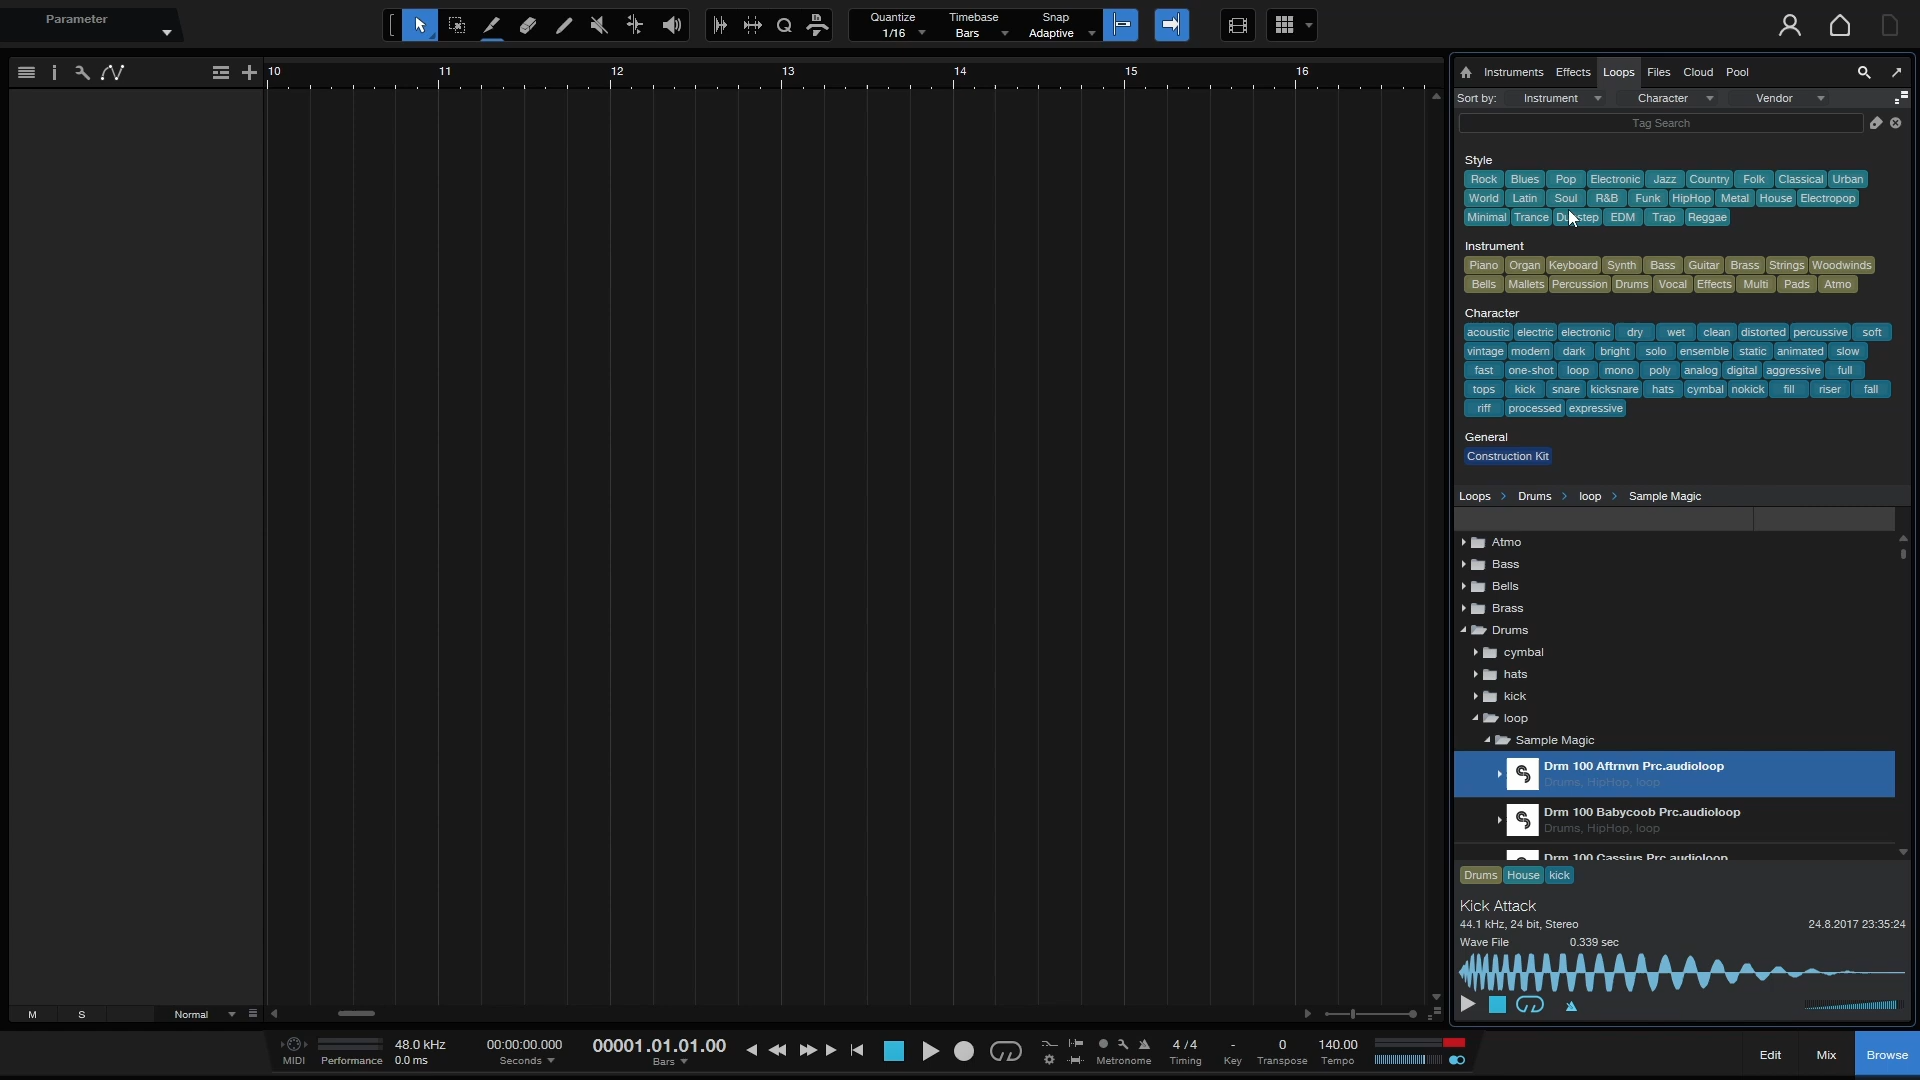 Parameter
Quantize Timebase Snap
1/16 Bars Adaptive
10 11 12 13 14 15 16
Instruments Effects Loops Files Cloud Pool
Sort by: Instrument Character Vendor
Tag Search
Style
Rock Blues Pop Electronic Jazz Country Folk Classical Urban
World Latin Soul R&B Funk HipHop Metal House Electropop
Minimal Trance EDM Trap Reggae
Instrument
Piano Organ Keyboard Synth Bass Guitar Brass Strings Woodwinds
Bells Mallets Percussion Drums Vocal Effects Multi Pads Atmo
Character
acoustic electric electronic dry wet clean distorted percussive soft
vintage modern dark bright solo ensemble static animated slow
fast one-shot loop mono poly analog digital aggressive full
tops kick snare kicksnare hats cymbal nokick fill riser fall
riff processed expressive
General
Construction Kit
Loops > Drums > loop > Sample Magic
Atmo
Bass
Bells
Brass
Drums
cymbal
hats
kick
loop
Sample Magic
Drm 100 Aftrnvn Prc.audioloop
Drums, HipHop, loop
Drm 100 Babycoob Prc.audioloop
Drums, HipHop, loop
Drm 100 Cassius Prc.audioloop
Drums House kick
Kick Attack
44.1 kHz, 24 bit, Stereo 24.8.2017 23:35:24
Wave File 0.339 sec
M S Normal
48.0 kHz 00:00:00.000 00001.01.01.00 4 / 4 - 0 140.00
MIDI Performance 0.0 ms Seconds Bars Metronome Timing Key Transpose Tempo
Edit Mix Browse